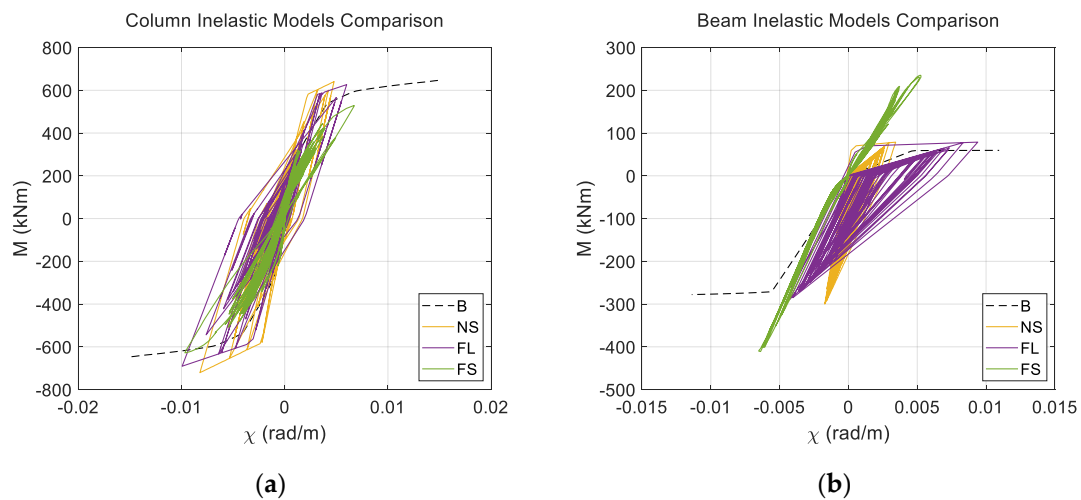 Column Inelastic Models Comparison
800
600
400
200
0
-200
-400
-600
-800
M (kNm)
-0.02 -0.01 0 0.01 0.02
χ (rad/m)
B
NS
FL
FS
(a)
Beam Inelastic Models Comparison
300
200
100
0
-100
-200
-300
-400
-500
M (kNm)
-0.015 -0.01 -0.005 0 0.005 0.01 0.015
χ (rad/m)
B
NS
FL
FS
(b)